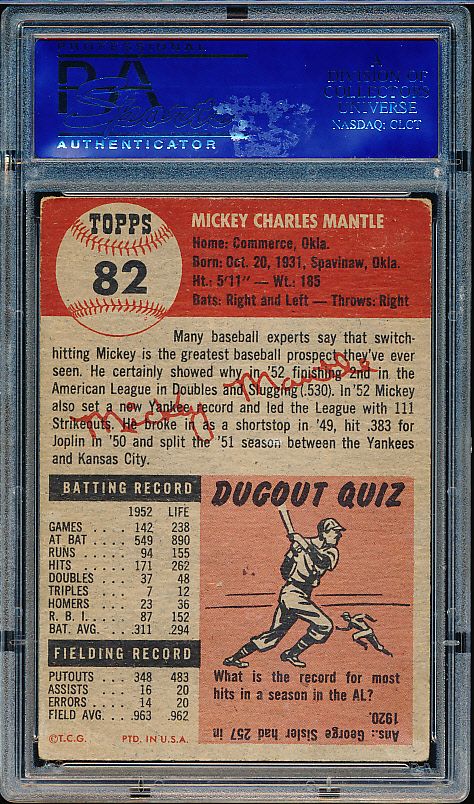 PROFESSIONAL
PSA
Sports
AUTHENTICATOR
A
DIVISION OF
COLLECTORS
UNIVERSE
NASDAQ: CLCT
TOPPS
82
MICKEY CHARLES MANTLE
Home: Commerce, Okla.
Born: Oct. 20, 1931, Spavinaw, Okla.
Ht.: 5'11" — Wt.: 185
Bats: Right and Left — Throws: Right
Many baseball experts say that switch-
hitting Mickey is the greatest baseball prospect they've ever
seen. He certainly showed why in '52 finishing 2nd in the
American League in Doubles and Slugging (.530). In '52 Mickey
also set a new Yankee record and led the League with 111
Strikeouts. He broke in as a shortstop in '49, hit .383 for
Joplin in '50 and split the '51 season between the Yankees
and Kansas City.
Mickey Mantle
BATTING RECORD
1952 LIFE
GAMES . . . . 142 238
AT BAT . . . . 549 890
RUNS . . . . 94 155
HITS . . . . . 171 262
DOUBLES . . . 37 48
TRIPLES . . . 7 12
HOMERS . . . 23 36
R. B. I. . . . . 87 152
BAT. AVG. . . .311 .294
FIELDING RECORD
PUTOUTS . . . 348 483
ASSISTS . . . 16 20
ERRORS . . . 14 20
FIELD AVG. . . .963 .962
©T.C.G. PTD. IN U.S.A.
DUGOUT QUIZ
What is the record for most
hits in a season in the AL?
Ans.: George Sisler had 257 in
1920.